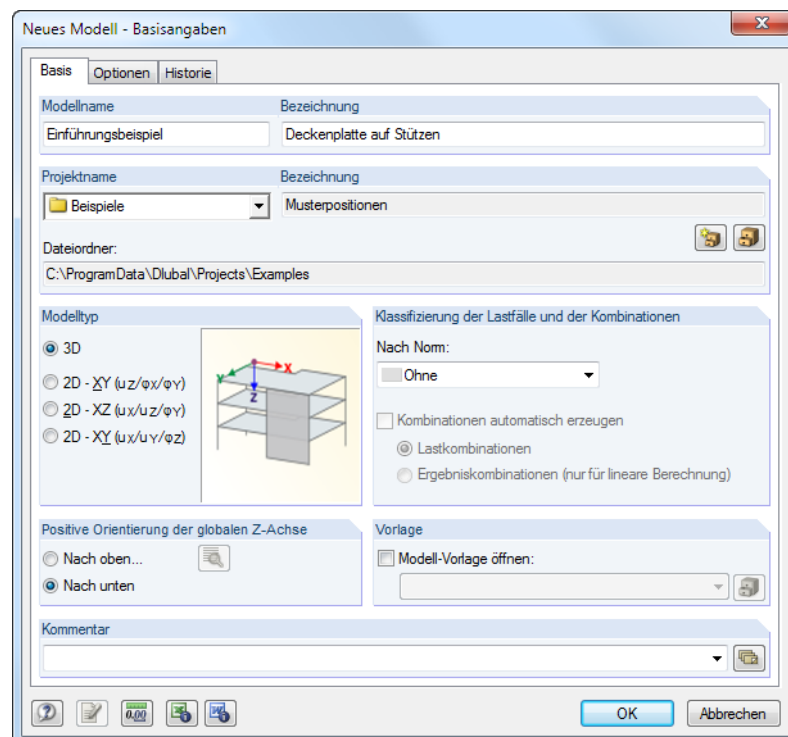 Neues Modell - Basisangaben
Basis Optionen Historie
Modellname Bezeichnung
Einführungsbeispiel Deckenplatte auf Stützen
Projektname Bezeichnung
Beispiele Musterpositionen
Dateiordner:
C:\ProgramData\Dlubal\Projects\Examples
Modelltyp Klassifizierung der Lastfälle und der Kombinationen
3D Nach Norm:
Ohne
2D - XY (uZ/φX/φY)
2D - XZ (uX/uZ/φY)
2D - XY (uX/uY/φZ)
X
Y
Z
Kombinationen automatisch erzeugen
Lastkombinationen
Ergebniskombinationen (nur für lineare Berechnung)
Positive Orientierung der globalen Z-Achse Vorlage
Nach oben... Modell-Vorlage öffnen:
Nach unten
Kommentar
0,00
OK Abbrechen